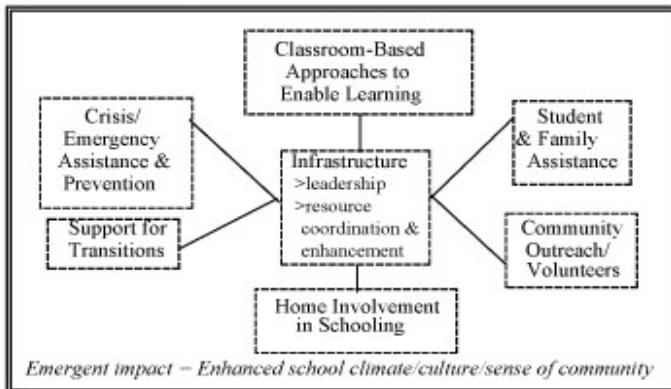 Classroom-Based
Approaches to
Enable Learning
Crisis/
Emergency
Assistance &
Prevention
Student
& Family
Assistance
Infrastructure
>leadership
>resource
coordination &
enhancement
Support for
Transitions
Community
Outreach/
Volunteers
Home Involvement
in Schooling
Emergent impact − Enhanced school climate/culture/sense of community